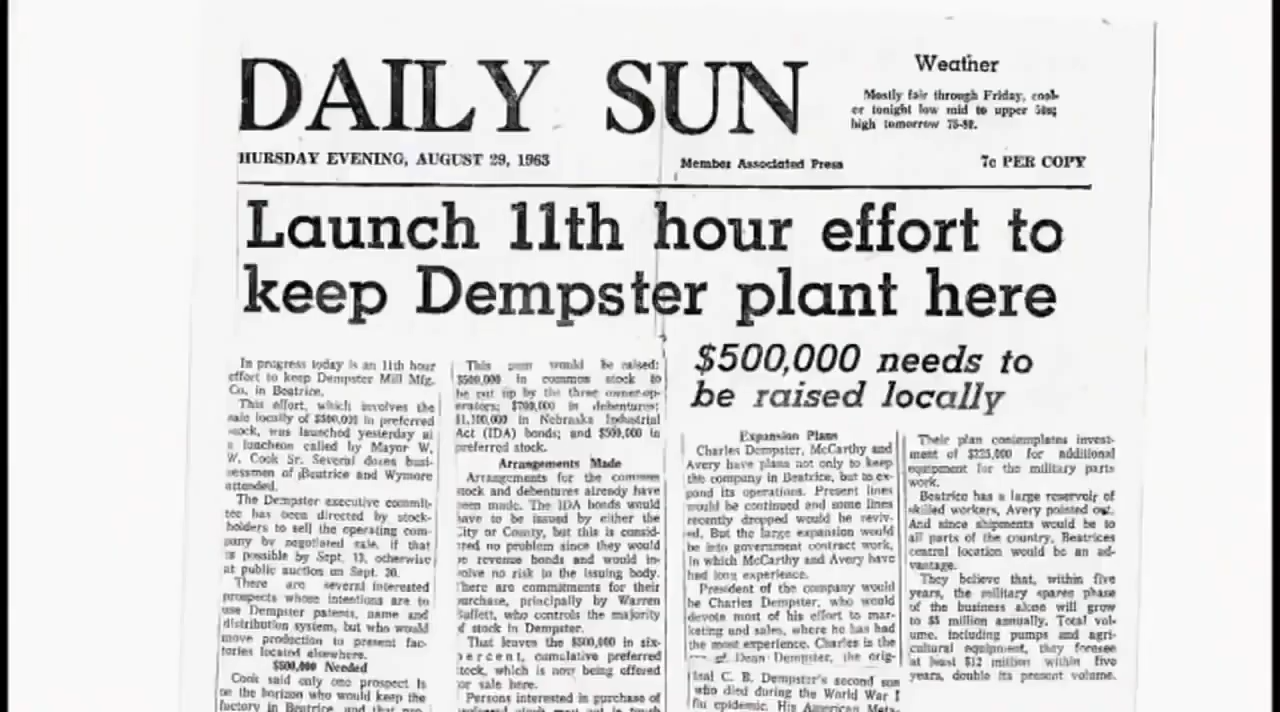 DAILY SUN
Weather
Mostly fair through Friday, cool-
er tonight low mid to upper 50s;
high tomorrow 75-80.
HURSDAY EVENING, AUGUST 29, 1963
Member Associated Press
7c PER COPY
Launch 11th hour effort to
keep Dempster plant here
$500,000 needs to
be raised locally
In progress today is an 11th hour
effort to keep Dempster Mill Mfg.
Co. in Beatrice.
This effort, which involves the
sale locally of $500,000 in preferred
stock, was launched yesterday at
a luncheon called by Mayor W.
W. Cook Sr. Several dozen busi-
nessmen of Beatrice and Wymore
attended.
The Dempster executive commit-
tee has been directed by stock-
holders to sell the operating com-
pany by negotiated sale, if that
is possible by Sept. 13, otherwise
at public auction on Sept. 30.
There are several interested
prospects whose intentions are to
use Dempster patents, name and
distribution system, but who would
move production to present fac-
tories located elsewhere.
$500,000 Needed
Cook said only one prospect is
on the horizon who would keep the
factory in Beatrice, and that
This sum would be raised:
$500,000 in common stock to
be put up by the three owner-op-
erators; $700,000 in debentures;
$1,100,000 in Nebraska Industrial
Act (IDA) bonds; and $500,000 in
preferred stock.
Arrangements Made
Arrangements for the common
stock and debentures already have
een made. The IDA bonds would
have to be issued by either the
City or County, but this is consid-
red no problem since they would
be revenue bonds and would in-
volve no risk to the issuing body.
There are commitments for their
purchase, principally by Warren
Buffett, who controls the majority
of stock in Dempster.
That leaves the $500,000 in six-
percent, cumulative preferred
stock, which is now being offered
for sale here.
Persons interested in purchase of
Expansion Plans
Charles Dempster, McCarthy and
Avery have plans not only to keep
the company in Beatrice, but to ex-
pand its operations. Present lines
would be continued and some lines
recently dropped would be reviv-
ed. But the large expansion would
be into government contract work,
in which McCarthy and Avery have
had long experience.
President of the company would
be Charles Dempster, who would
devote most of his effort to mar-
keting and sales, where he has had
the most experience. Charles is the
of Dean Dempster, the orig-
inal C. B. Dempster's second son
who died during the World War I
flu epidemic. His American Meta-
Their plan contemplates invest-
ment of $225,000 for additional
equipment for the military parts
work.
Beatrice has a large reservoir of
skilled workers, Avery pointed out.
And since shipments would be to
all parts of the country, Beatrices
central location would be an ad-
vantage.
They believe that, within five
years, the military spares phase
of the business alone will grow
to $5 million annually. Total vol-
ume, including pumps and agri-
cultural equipment, they foresee
at least $12 million within five
years, double its present volume.